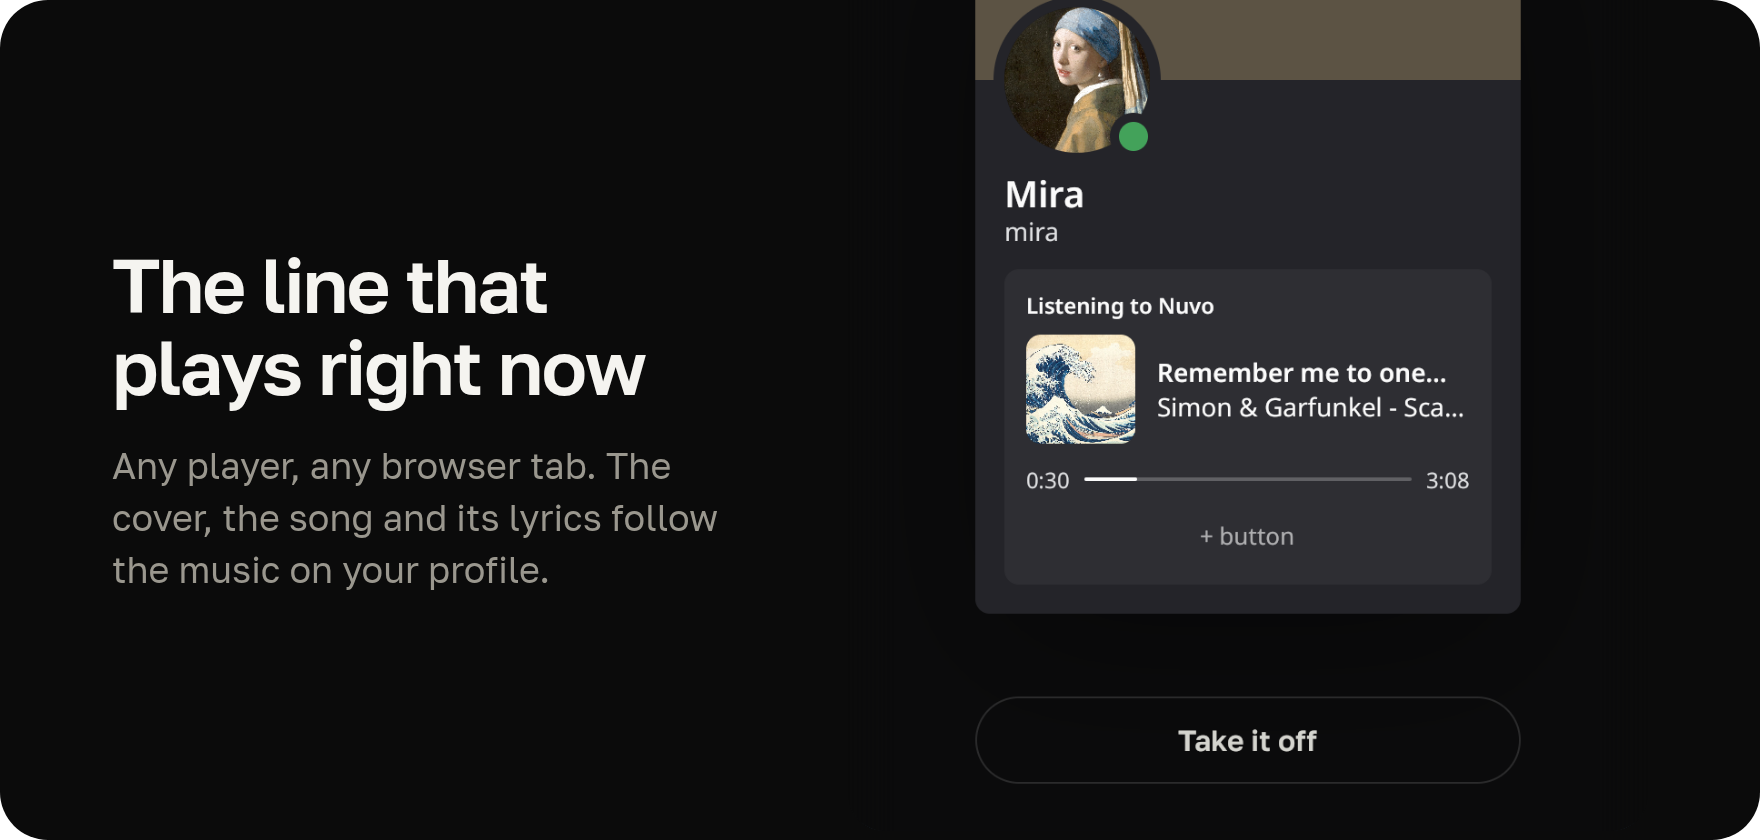 The line that
plays right now
Any player, any browser tab. The
cover, the song and its lyrics follow
the music on your profile.
Mira
mira
Listening to Nuvo
Remember me to one...
Simon & Garfunkel - Sca...
0:30
3:08
+ button
Take it off